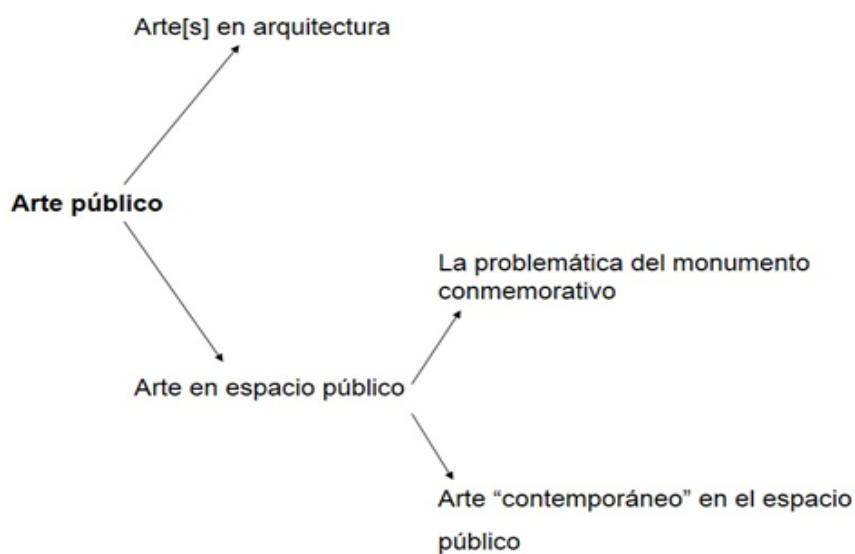 Arte[s] en arquitectura
Arte público
La problemática del monumento
conmemorativo
Arte en espacio público
Arte “contemporáneo” en el espacio
público